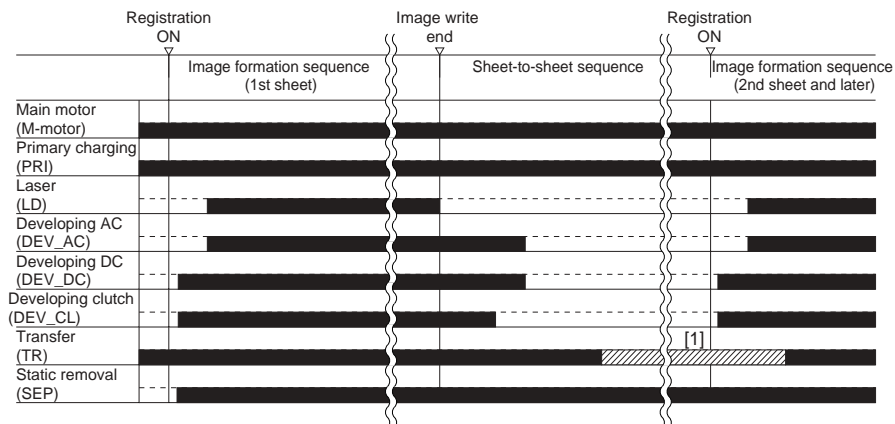 Registration
ON
Image write
end
Registration
ON
Image formation sequence
(1st sheet)
Sheet-to-sheet sequence
Image formation sequence
(2nd sheet and later)
Main motor
(M-motor)
Primary charging
(PRI)
Laser
(LD)
Developing AC
(DEV_AC)
Developing DC
(DEV_DC)
Developing clutch
(DEV_CL)
Transfer
(TR)
[1]
Static removal
(SEP)